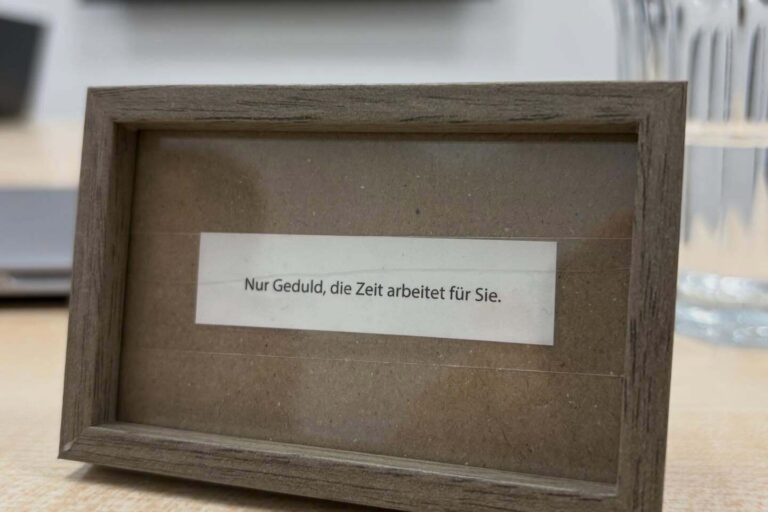 Nur Geduld, die Zeit arbeitet für Sie.